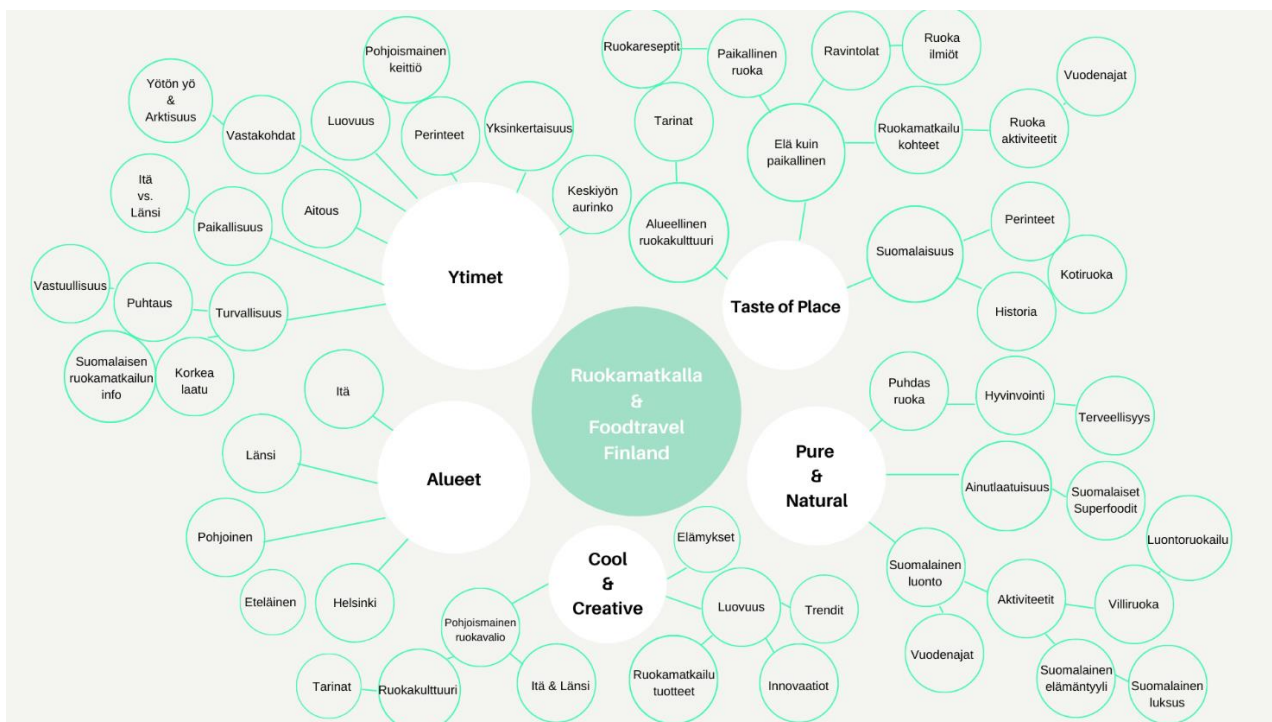 Ruokamatkalla
&
Foodtravel
Finland
Ytimet
Yötön yö
&
Arktisuus
Vastakohdat
Luovuus
Pohjoismainen
keittiö
Perinteet
Yksinkertaisuus
Keskiyön
aurinko
Itä
vs.
Länsi
Paikallisuus
Aitous
Vastuullisuus
Puhtaus
Turvallisuus
Suomalaisen
ruokamatkailun
info
Korkea
laatu
Taste of Place
Ruokareseptit
Paikallinen
ruoka
Ravintolat
Ruoka
ilmiöt
Vuodenajat
Tarinat
Elä kuin
paikallinen
Ruokamatkailu
kohteet
Ruoka
aktiviteetit
Alueellinen
ruokakulttuuri
Suomalaisuus
Perinteet
Kotiruoka
Historia
Alueet
Itä
Länsi
Pohjoinen
Eteläinen
Helsinki
Cool
&
Creative
Elämykset
Luovuus
Trendit
Pohjoismainen
ruokavalio
Tarinat
Ruokakulttuuri
Itä & Länsi
Ruokamatkailu
tuotteet
Innovaatiot
Pure
&
Natural
Puhdas
ruoka
Hyvinvointi
Terveellisyys
Ainutlaatuisuus
Suomalaiset
Superfoodit
Luontoruokailu
Suomalainen
luonto
Aktiviteetit
Villiruoka
Vuodenajat
Suomalainen
elämäntyyli
Suomalainen
luksus